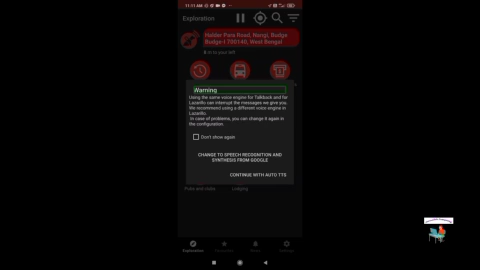 11:11 AM
Exploration
Halder Para Road, Nangi, Budge
Budge-I 700140, West Bengal
Warning
Using the same voice engine for Talkback and for
Lazarillo can interrupt the messages we give you.
We recommend using a different voice engine in
Lazarillo.
In case of problems, you can change it again in
the configuration.
Don't show again
CHANGE TO SPEECH RECOGNITION AND
SYNTHESIS FROM GOOGLE
CONTINUE WITH AUTO TTS
Lodging
Exploration